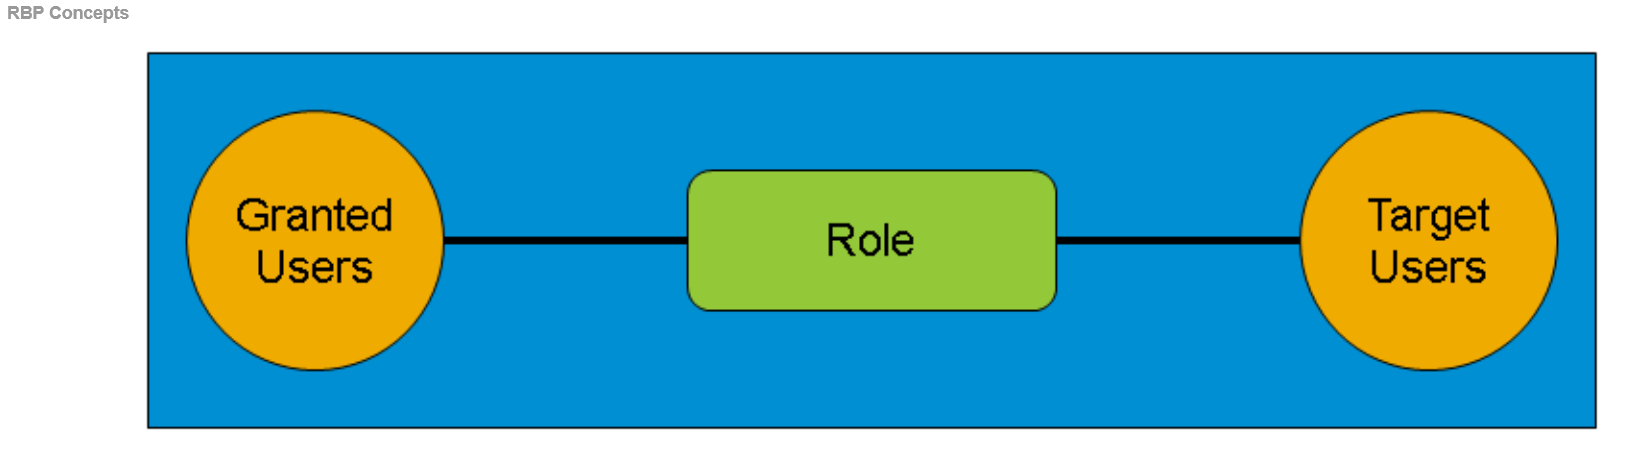 RBP Concepts
Granted
Users
Role
Target
Users